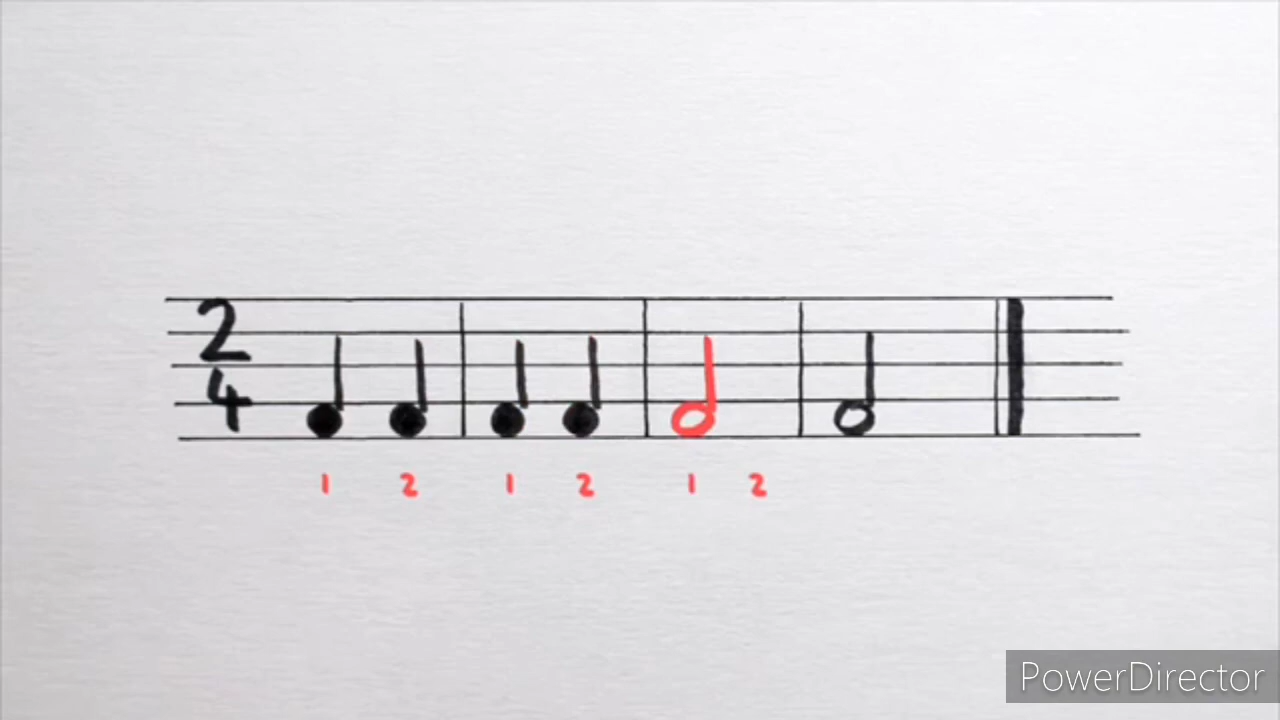 2
4
1 2 1 2 1 2
PowerDirector